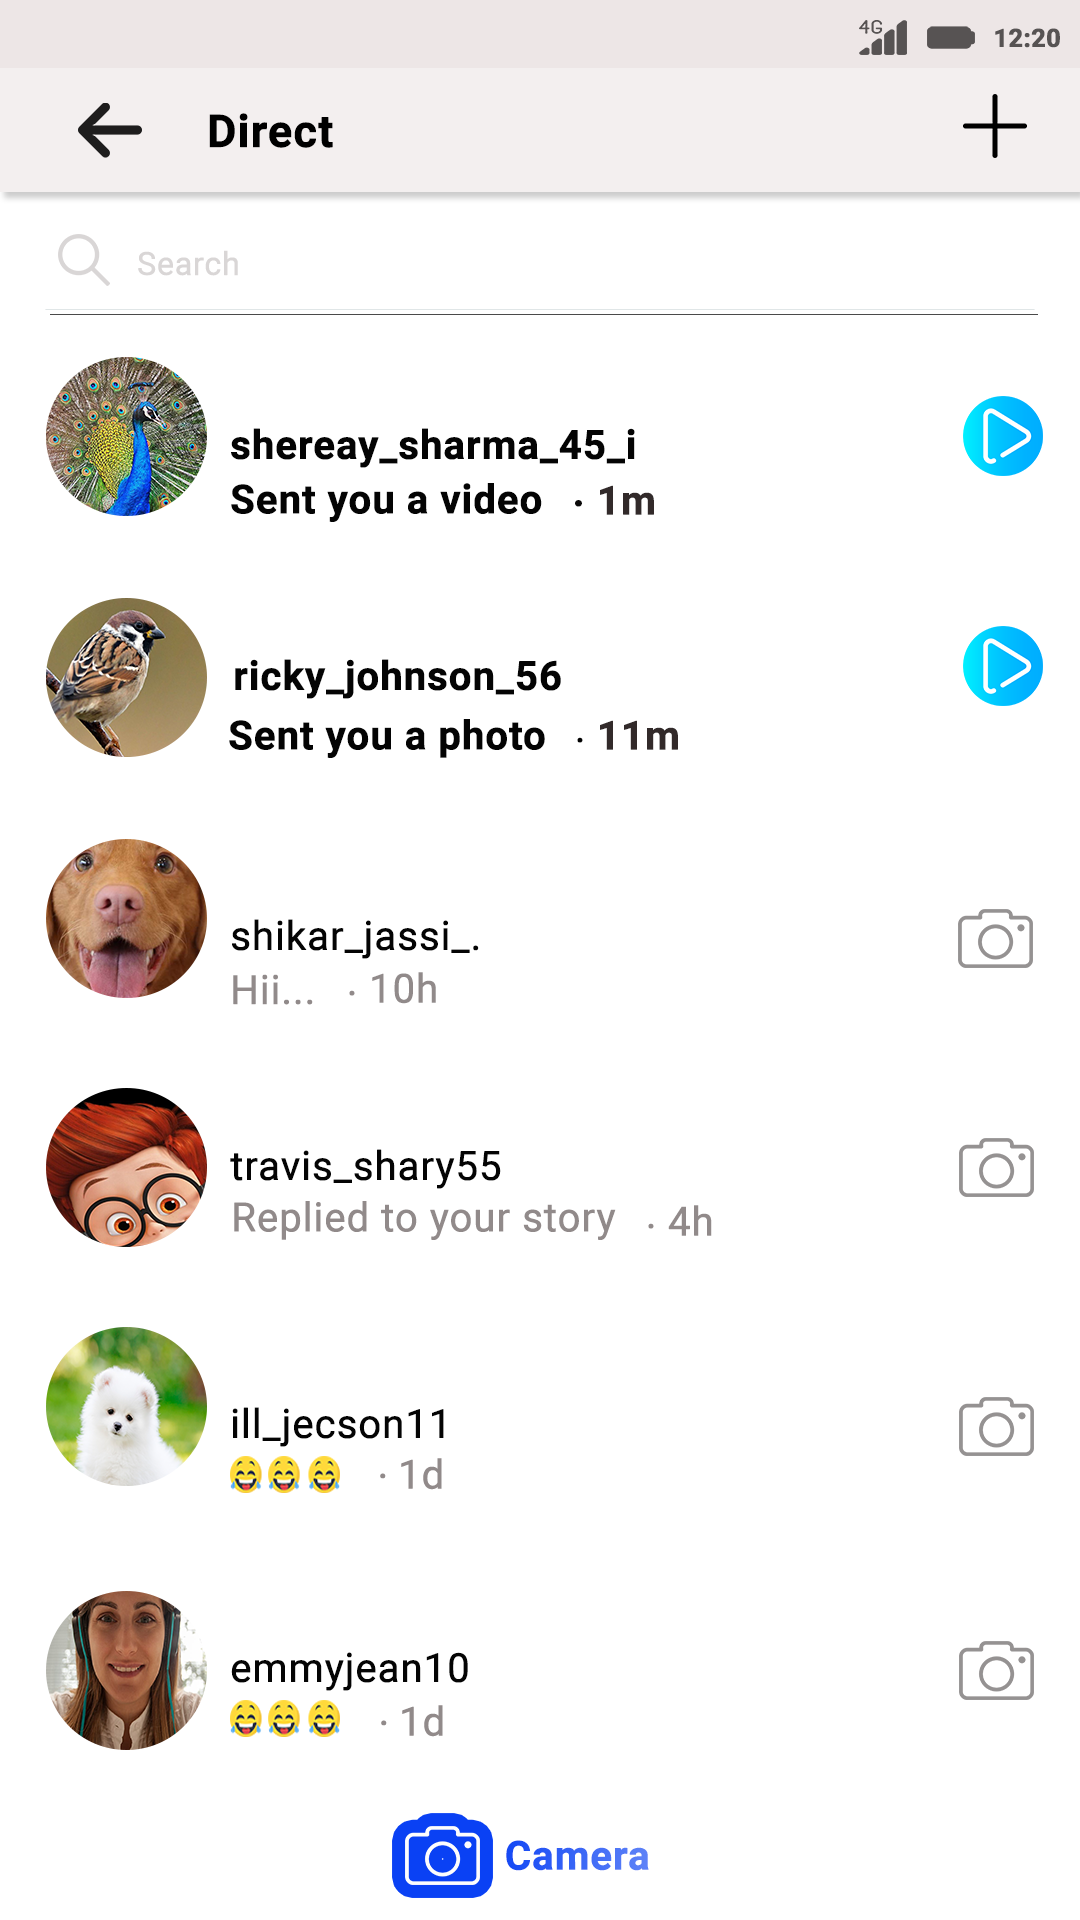 4G 12:20
Direct
Search
shereay_sharma_45_i
Sent you a video · 1m
ricky_johnson_56
Sent you a photo · 11m
shikar_jassi_.
Hii... · 10h
travis_shary55
Replied to your story · 4h
ill_jecson11
😂😂😂 · 1d
emmyjean10
😂😂😂 · 1d
Camera